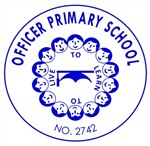 OFFICER PRIMARY SCHOOL
TO LEARN
TO LIVE
NO. 2742